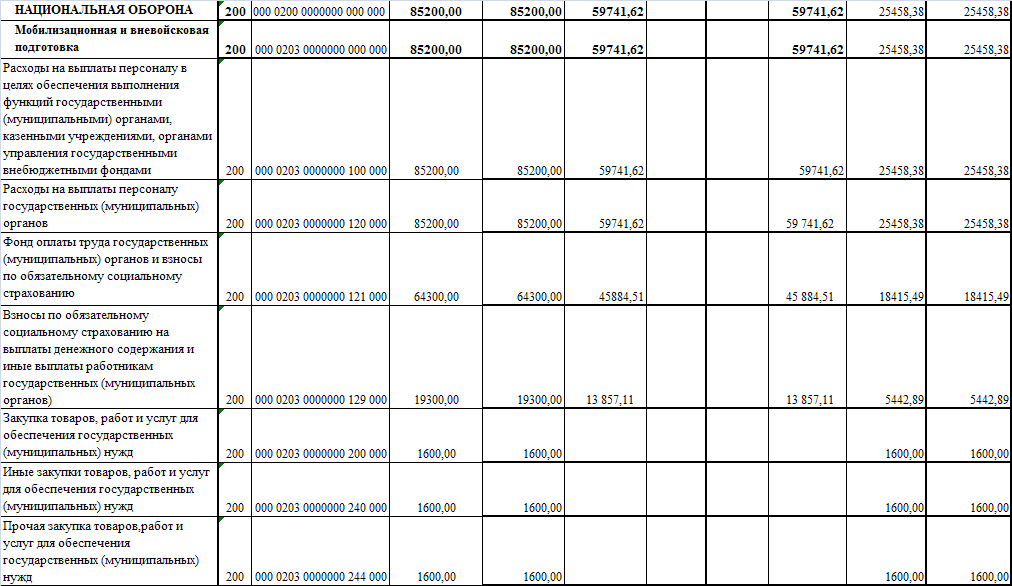 НАЦИОНАЛЬНАЯ ОБОРОНА 200 000 0200 0000000 000 000 85200,00 85200,00 59741,62 59741,62 25458,38 25458,38
Мобилизационная и вневойсковая
подготовка 200 000 0203 0000000 000 000 85200,00 85200,00 59741,62 59741,62 25458,38 25458,38
Расходы на выплаты персоналу в
целях обеспечения выполнения
функций государственными
(муниципальными) органами,
казенными учреждениями, органами
управления государственными
внебюджетными фондами 200 000 0203 0000000 100 000 85200,00 85200,00 59741,62 59741,62 25458,38 25458,38
Расходы на выплаты персоналу
государственных (муниципальных)
органов 200 000 0203 0000000 120 000 85200,00 85200,00 59741,62 59 741,62 25458,38 25458,38
Фонд оплаты труда государственных
(муниципальных) органов и взносы
по обязательному социальному
страхованию 200 000 0203 0000000 121 000 64300,00 64300,00 45884,51 45 884,51 18415,49 18415,49
Взносы по обязательному
социальному страхованию на
выплаты денежного содержания и
иные выплаты работникам
государственных (муниципальных
органов) 200 000 0203 0000000 129 000 19300,00 19300,00 13 857,11 13 857,11 5442,89 5442,89
Закупка товаров, работ и услуг для
обеспечения государственных
(муниципальных) нужд 200 000 0203 0000000 200 000 1600,00 1600,00 1600,00 1600,00
Иные закупки товаров, работ и услуг
для обеспечения государственных
(муниципальных) нужд 200 000 0203 0000000 240 000 1600,00 1600,00 1600,00 1600,00
Прочая закупка товаров,работ и
услуг для обеспечения
государственных (муниципальных)
нужд 200 000 0203 0000000 244 000 1600,00 1600,00 1600,00 1600,00